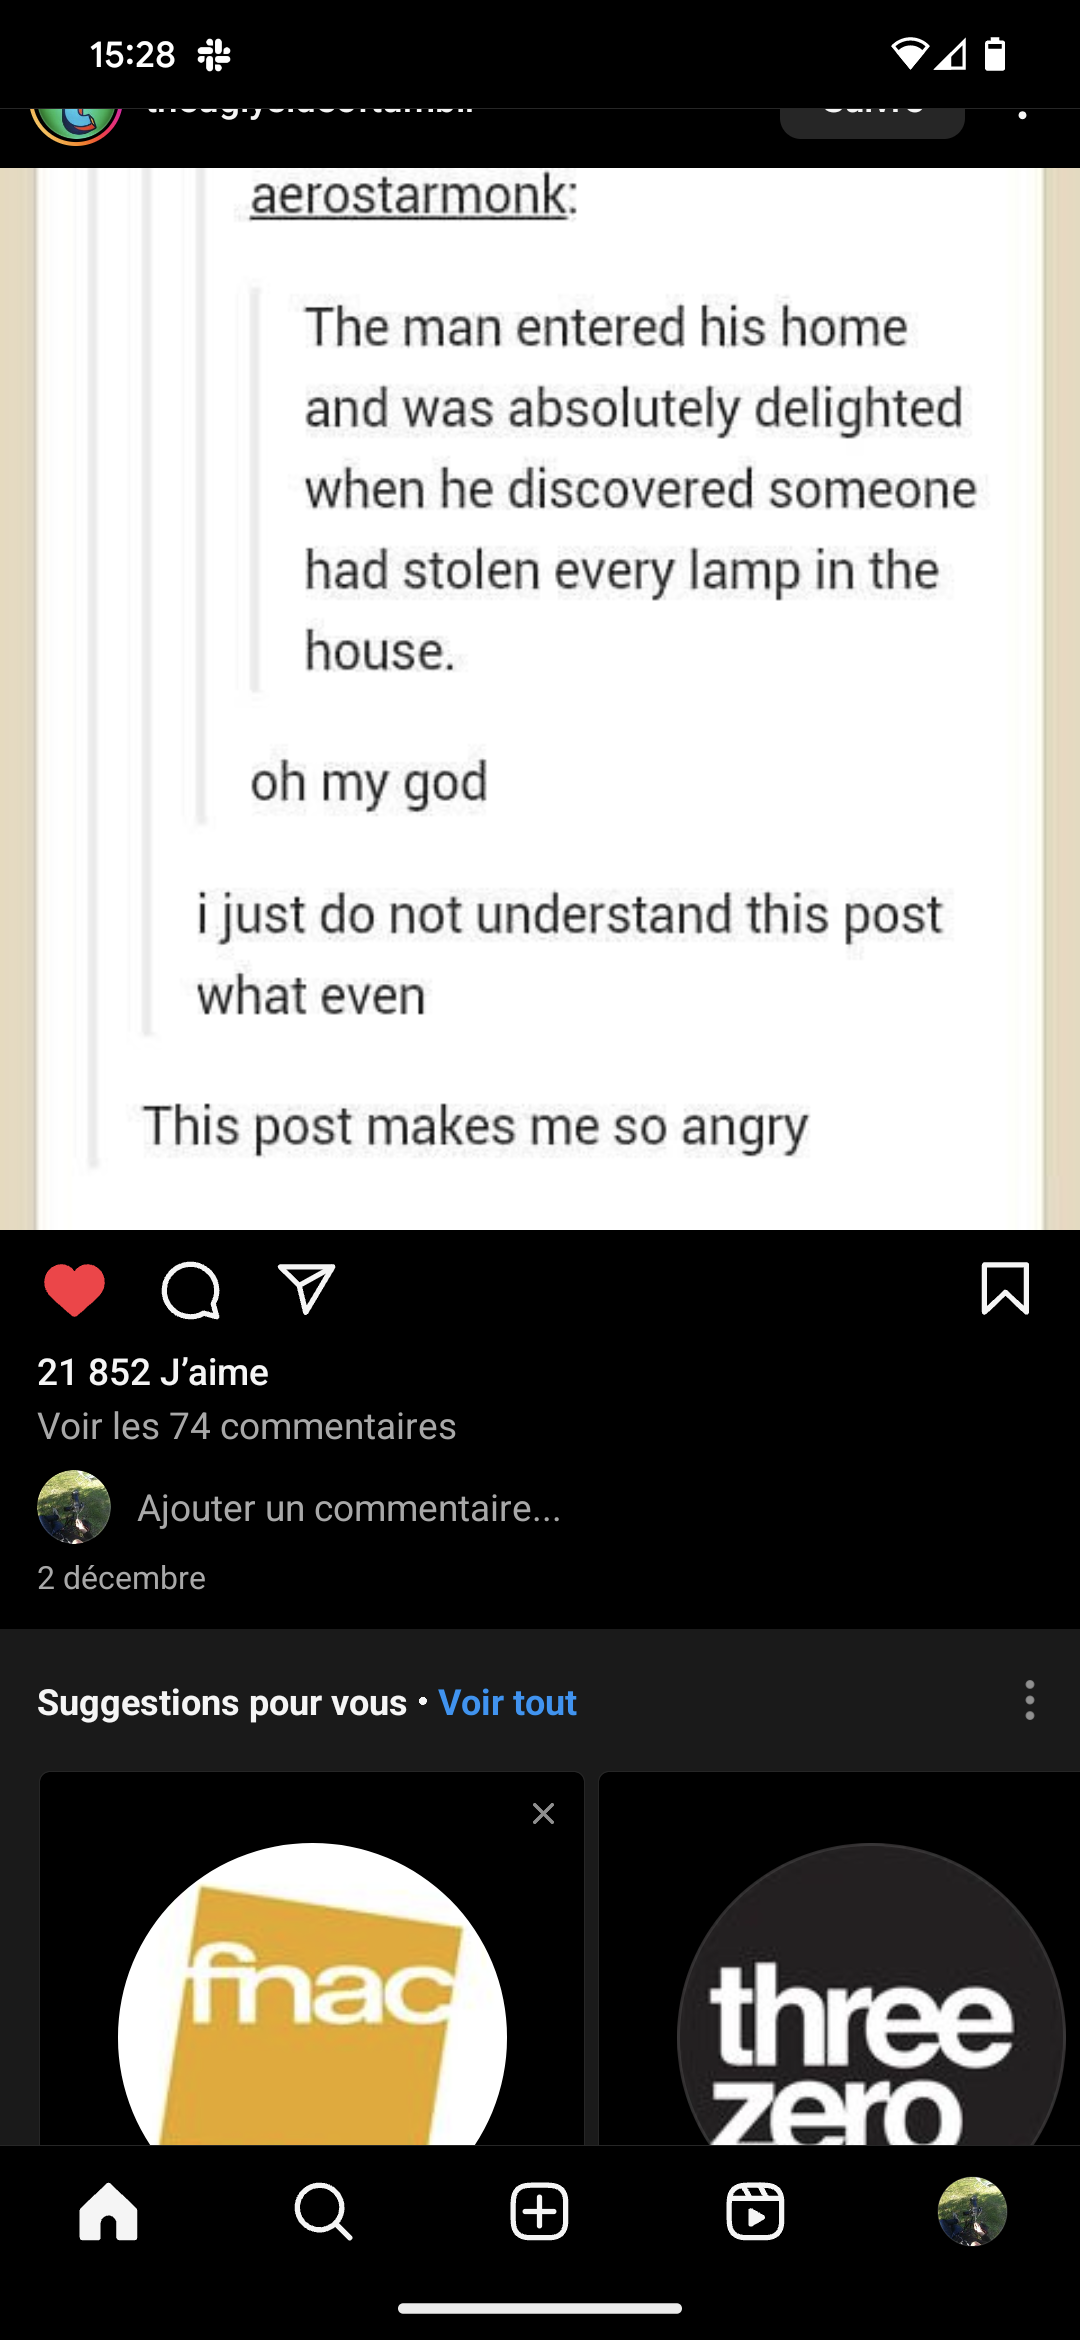 15:28
aerostarmonk:
The man entered his home
and was absolutely delighted
when he discovered someone
had stolen every lamp in the
house.
oh my god
i just do not understand this post
what even
This post makes me so angry
21 852 J’aime
Voir les 74 commentaires
Ajouter un commentaire...
2 décembre
Suggestions pour vous • Voir tout
fnac
three
zero